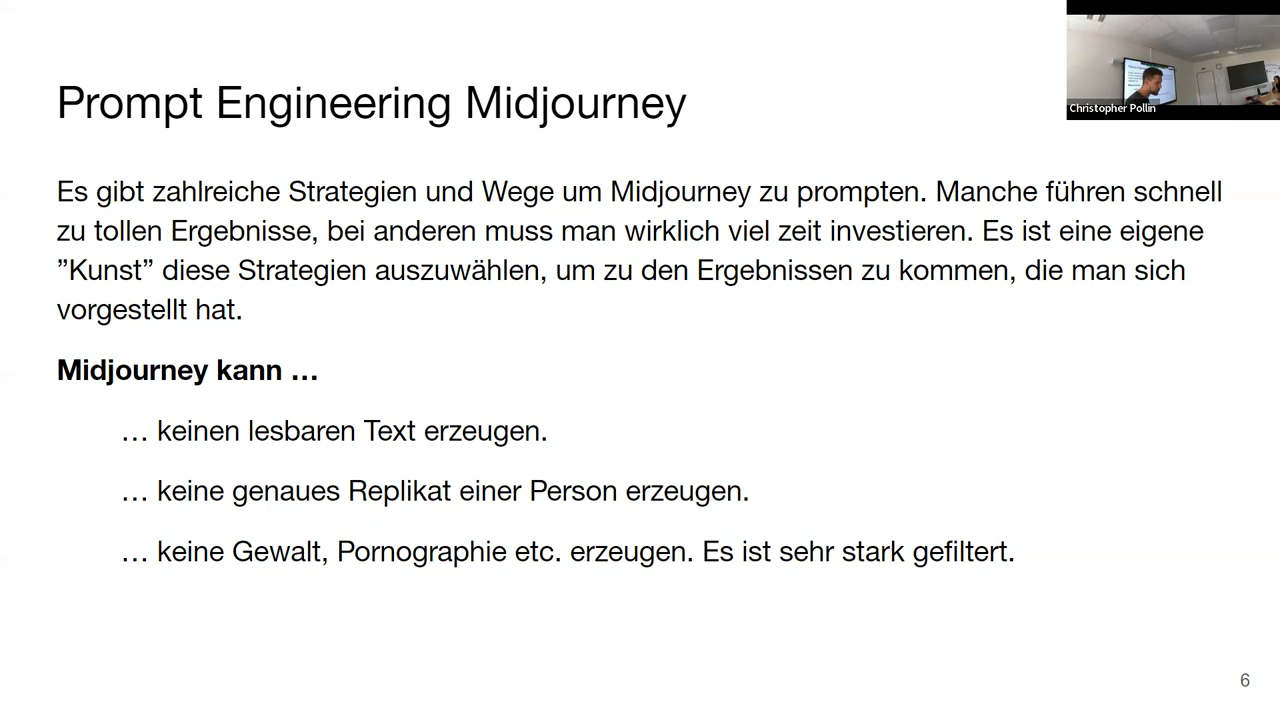 Prompt Engineering Midjourney
Christopher Pollin
Es gibt zahlreiche Strategien und Wege um Midjourney zu prompten. Manche führen schnell
zu tollen Ergebnisse, bei anderen muss man wirklich viel zeit investieren. Es ist eine eigene
”Kunst” diese Strategien auszuwählen, um zu den Ergebnissen zu kommen, die man sich
vorgestellt hat.
Midjourney kann …
… keinen lesbaren Text erzeugen.
… keine genaues Replikat einer Person erzeugen.
… keine Gewalt, Pornographie etc. erzeugen. Es ist sehr stark gefiltert.
6